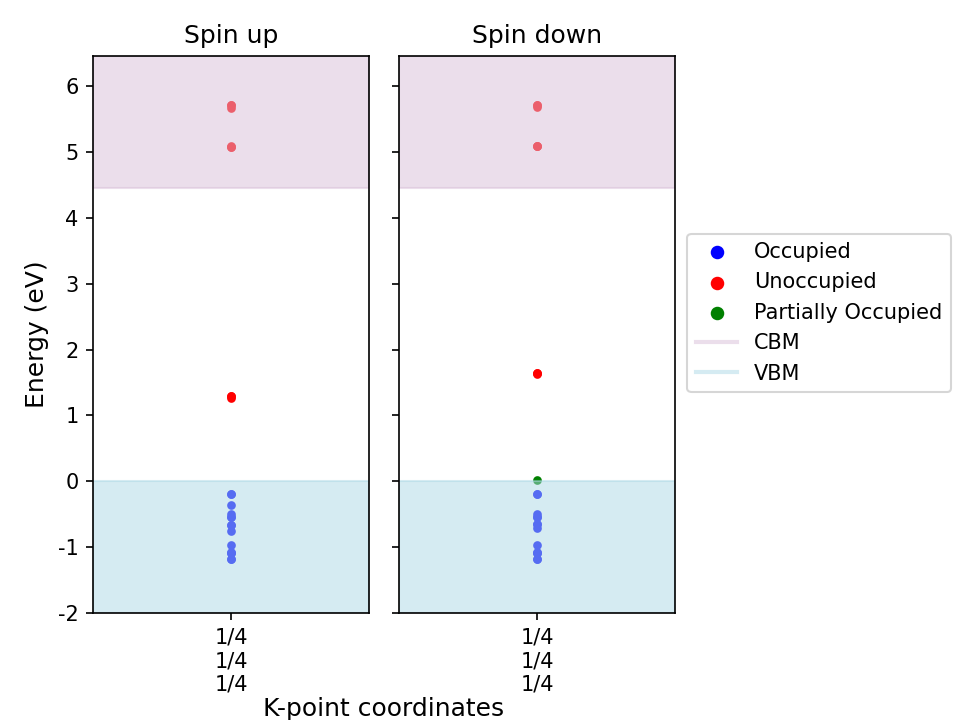 Spin up
Spin down
Energy (eV)
6
5
4
3
2
1
0
-1
-2
1/4
1/4
1/4
1/4
1/4
1/4
K-point coordinates
Occupied
Unoccupied
Partially Occupied
CBM
VBM